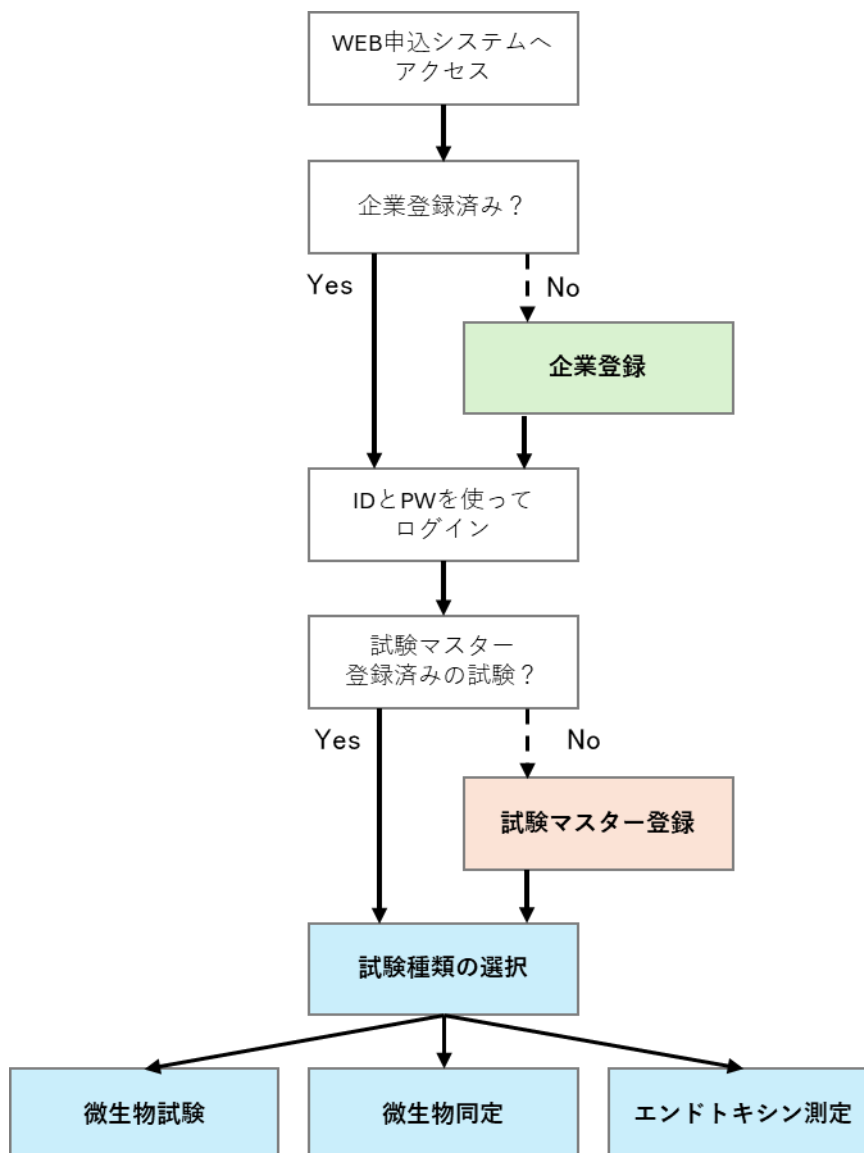 WEB申込システムへ
アクセス
企業登録済み？
Yes
No
企業登録
IDとPWを使って
ログイン
試験マスター
登録済みの試験？
Yes
No
試験マスター登録
試験種類の選択
微生物試験
微生物同定
エンドトキシン測定